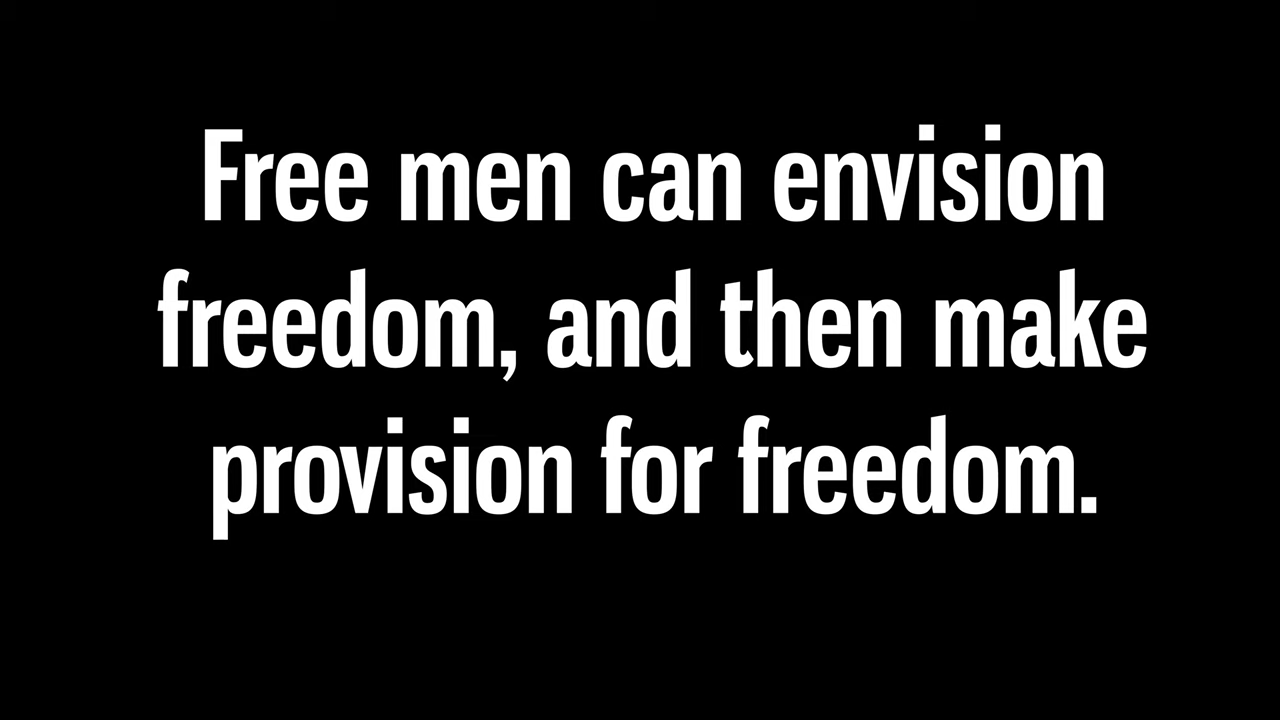 Free men can envision
freedom, and then make
provision for freedom.